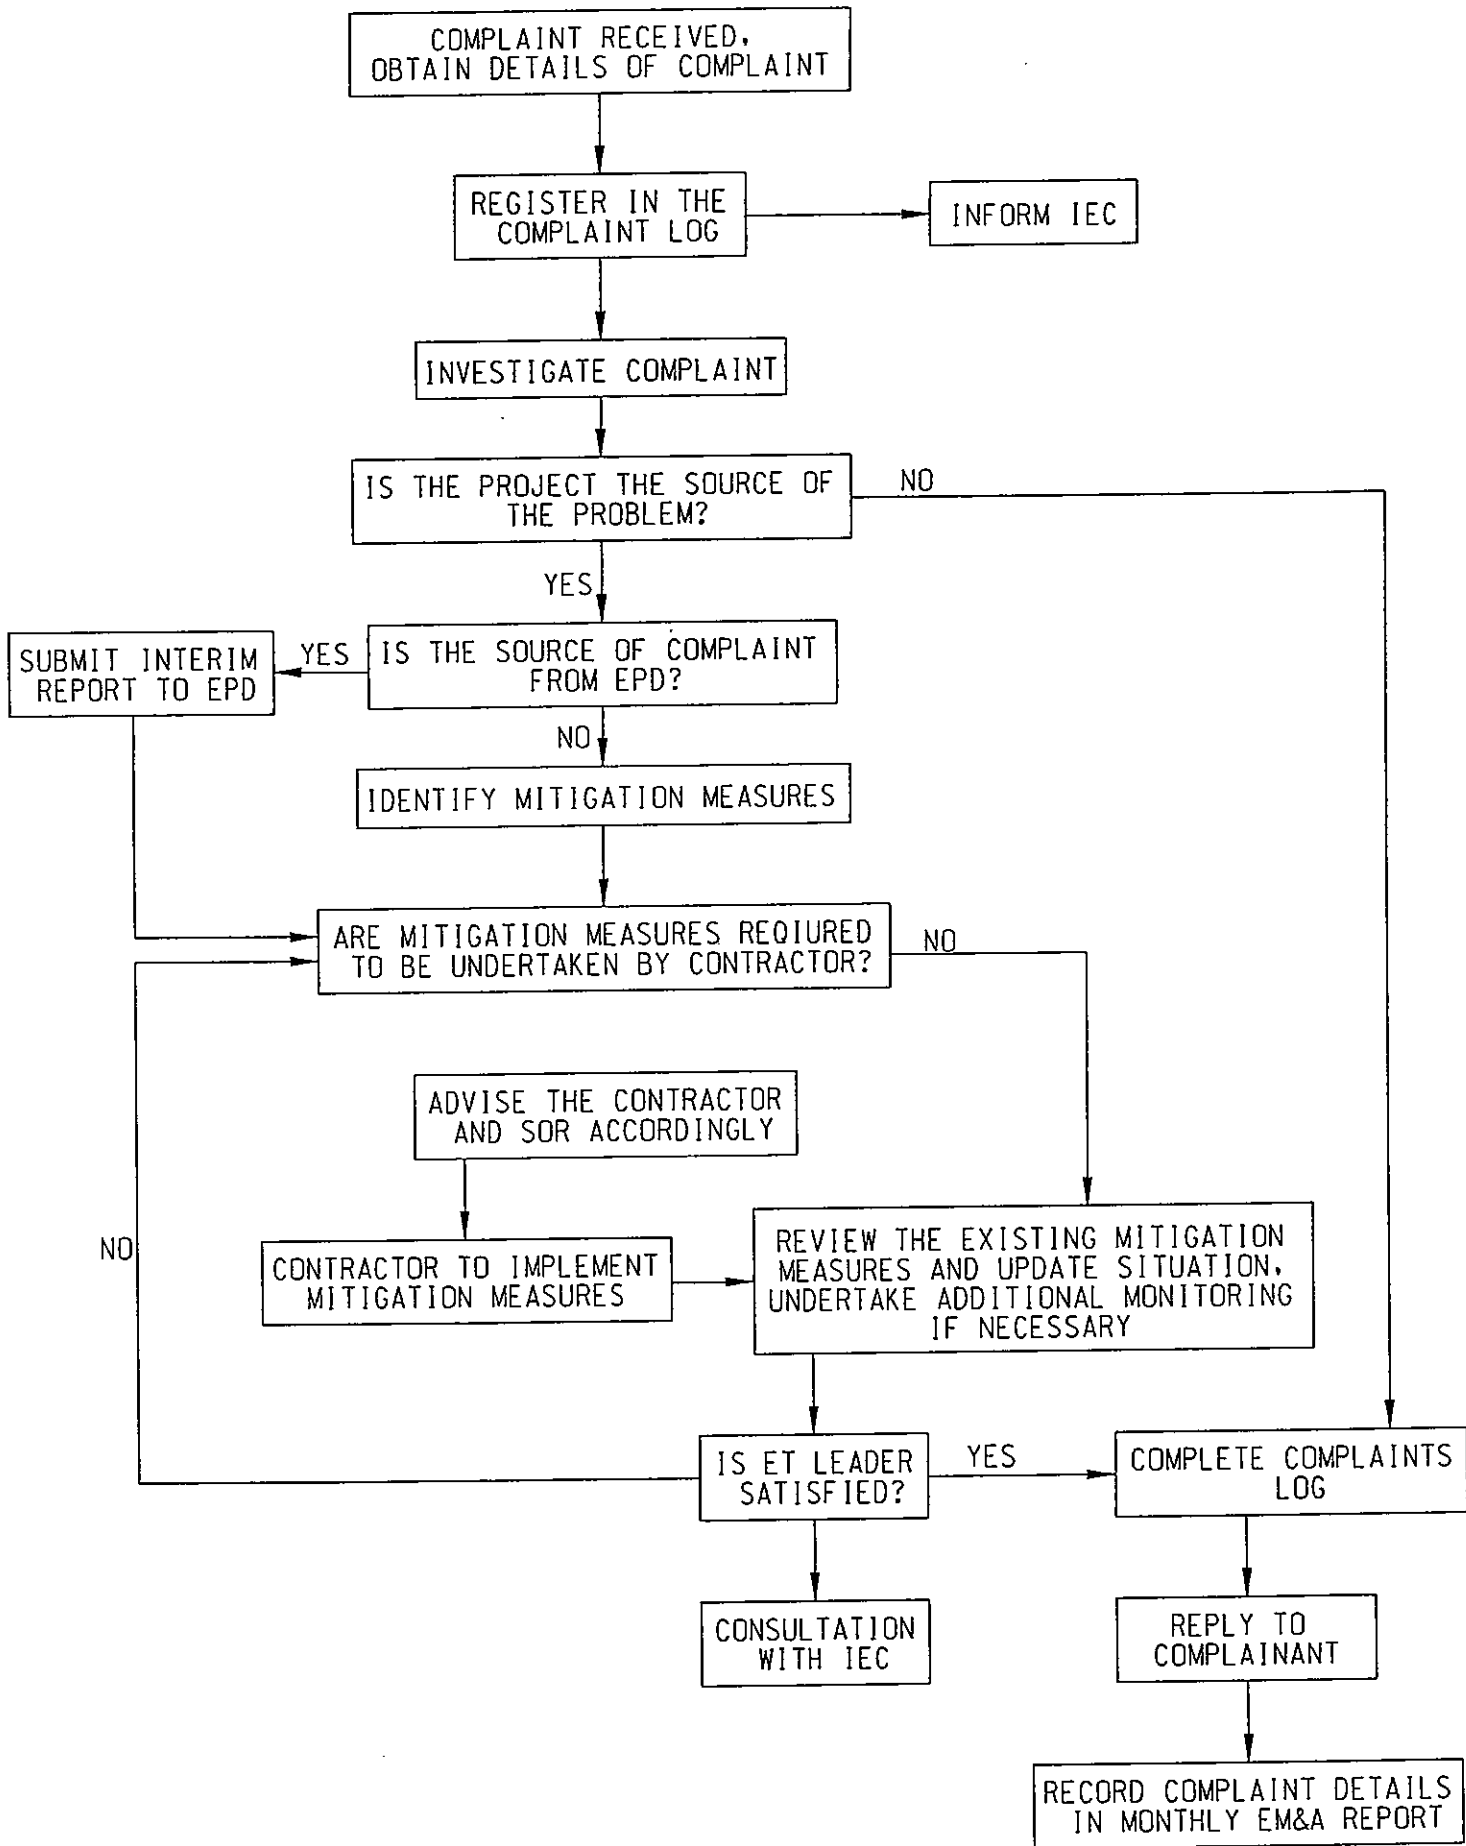 COMPLAINT RECEIVED,
OBTAIN DETAILS OF COMPLAINT
REGISTER IN THE
COMPLAINT LOG
INFORM IEC
INVESTIGATE COMPLAINT
IS THE PROJECT THE SOURCE OF
THE PROBLEM?
NO
YES
SUBMIT INTERIM
REPORT TO EPD
YES
IS THE SOURCE OF COMPLAINT
FROM EPD?
NO
IDENTIFY MITIGATION MEASURES
ARE MITIGATION MEASURES REQIURED
TO BE UNDERTAKEN BY CONTRACTOR?
NO
ADVISE THE CONTRACTOR
AND SOR ACCORDINGLY
NO
CONTRACTOR TO IMPLEMENT
MITIGATION MEASURES
REVIEW THE EXISTING MITIGATION
MEASURES AND UPDATE SITUATION,
UNDERTAKE ADDITIONAL MONITORING
IF NECESSARY
IS ET LEADER
SATISFIED?
YES
COMPLETE COMPLAINTS
LOG
CONSULTATION
WITH IEC
REPLY TO
COMPLAINANT
RECORD COMPLAINT DETAILS
IN MONTHLY EM&A REPORT